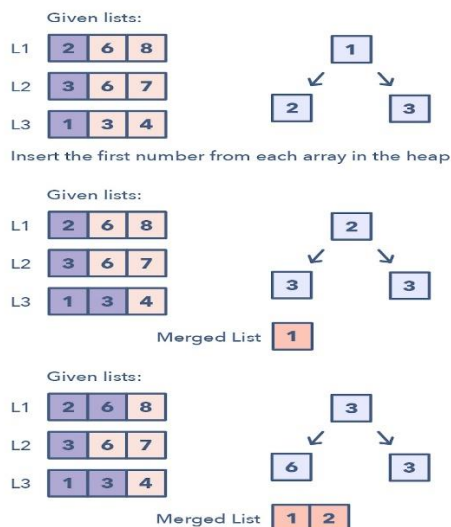 Given lists:
L1 2 6 8
1
L2 3 6 7
2 3
L3 1 3 4
Insert the first number from each array in the heap
Given lists:
L1 2 6 8
2
L2 3 6 7
3 3
L3 1 3 4
Merged List 1
Given lists:
L1 2 6 8
3
L2 3 6 7
6 3
L3 1 3 4
Merged List 1 2